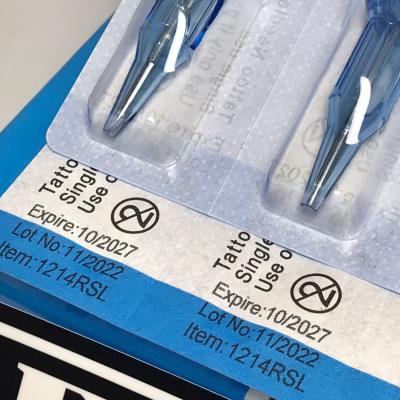 Tatto
Single
Use o
Expire:10/2027
Lot No:11/2022
Item:1214RSL
Tatto
Single
Use o
Expire:10/2027
Lot No:11/2022
Item:1214RSL